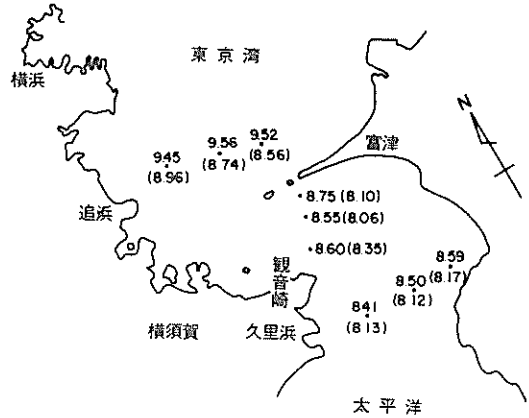 東京湾
横浜
N
9.45
(8.96)
9.56
(8.74)
9.52
(8.56)
富津
8.75(8.10)
8.55(8.06)
8.60(8.35)
追浜
観音崎
8.59
(8.17)
8.50
(8.12)
841
(8.13)
横須賀
久里浜
太平洋